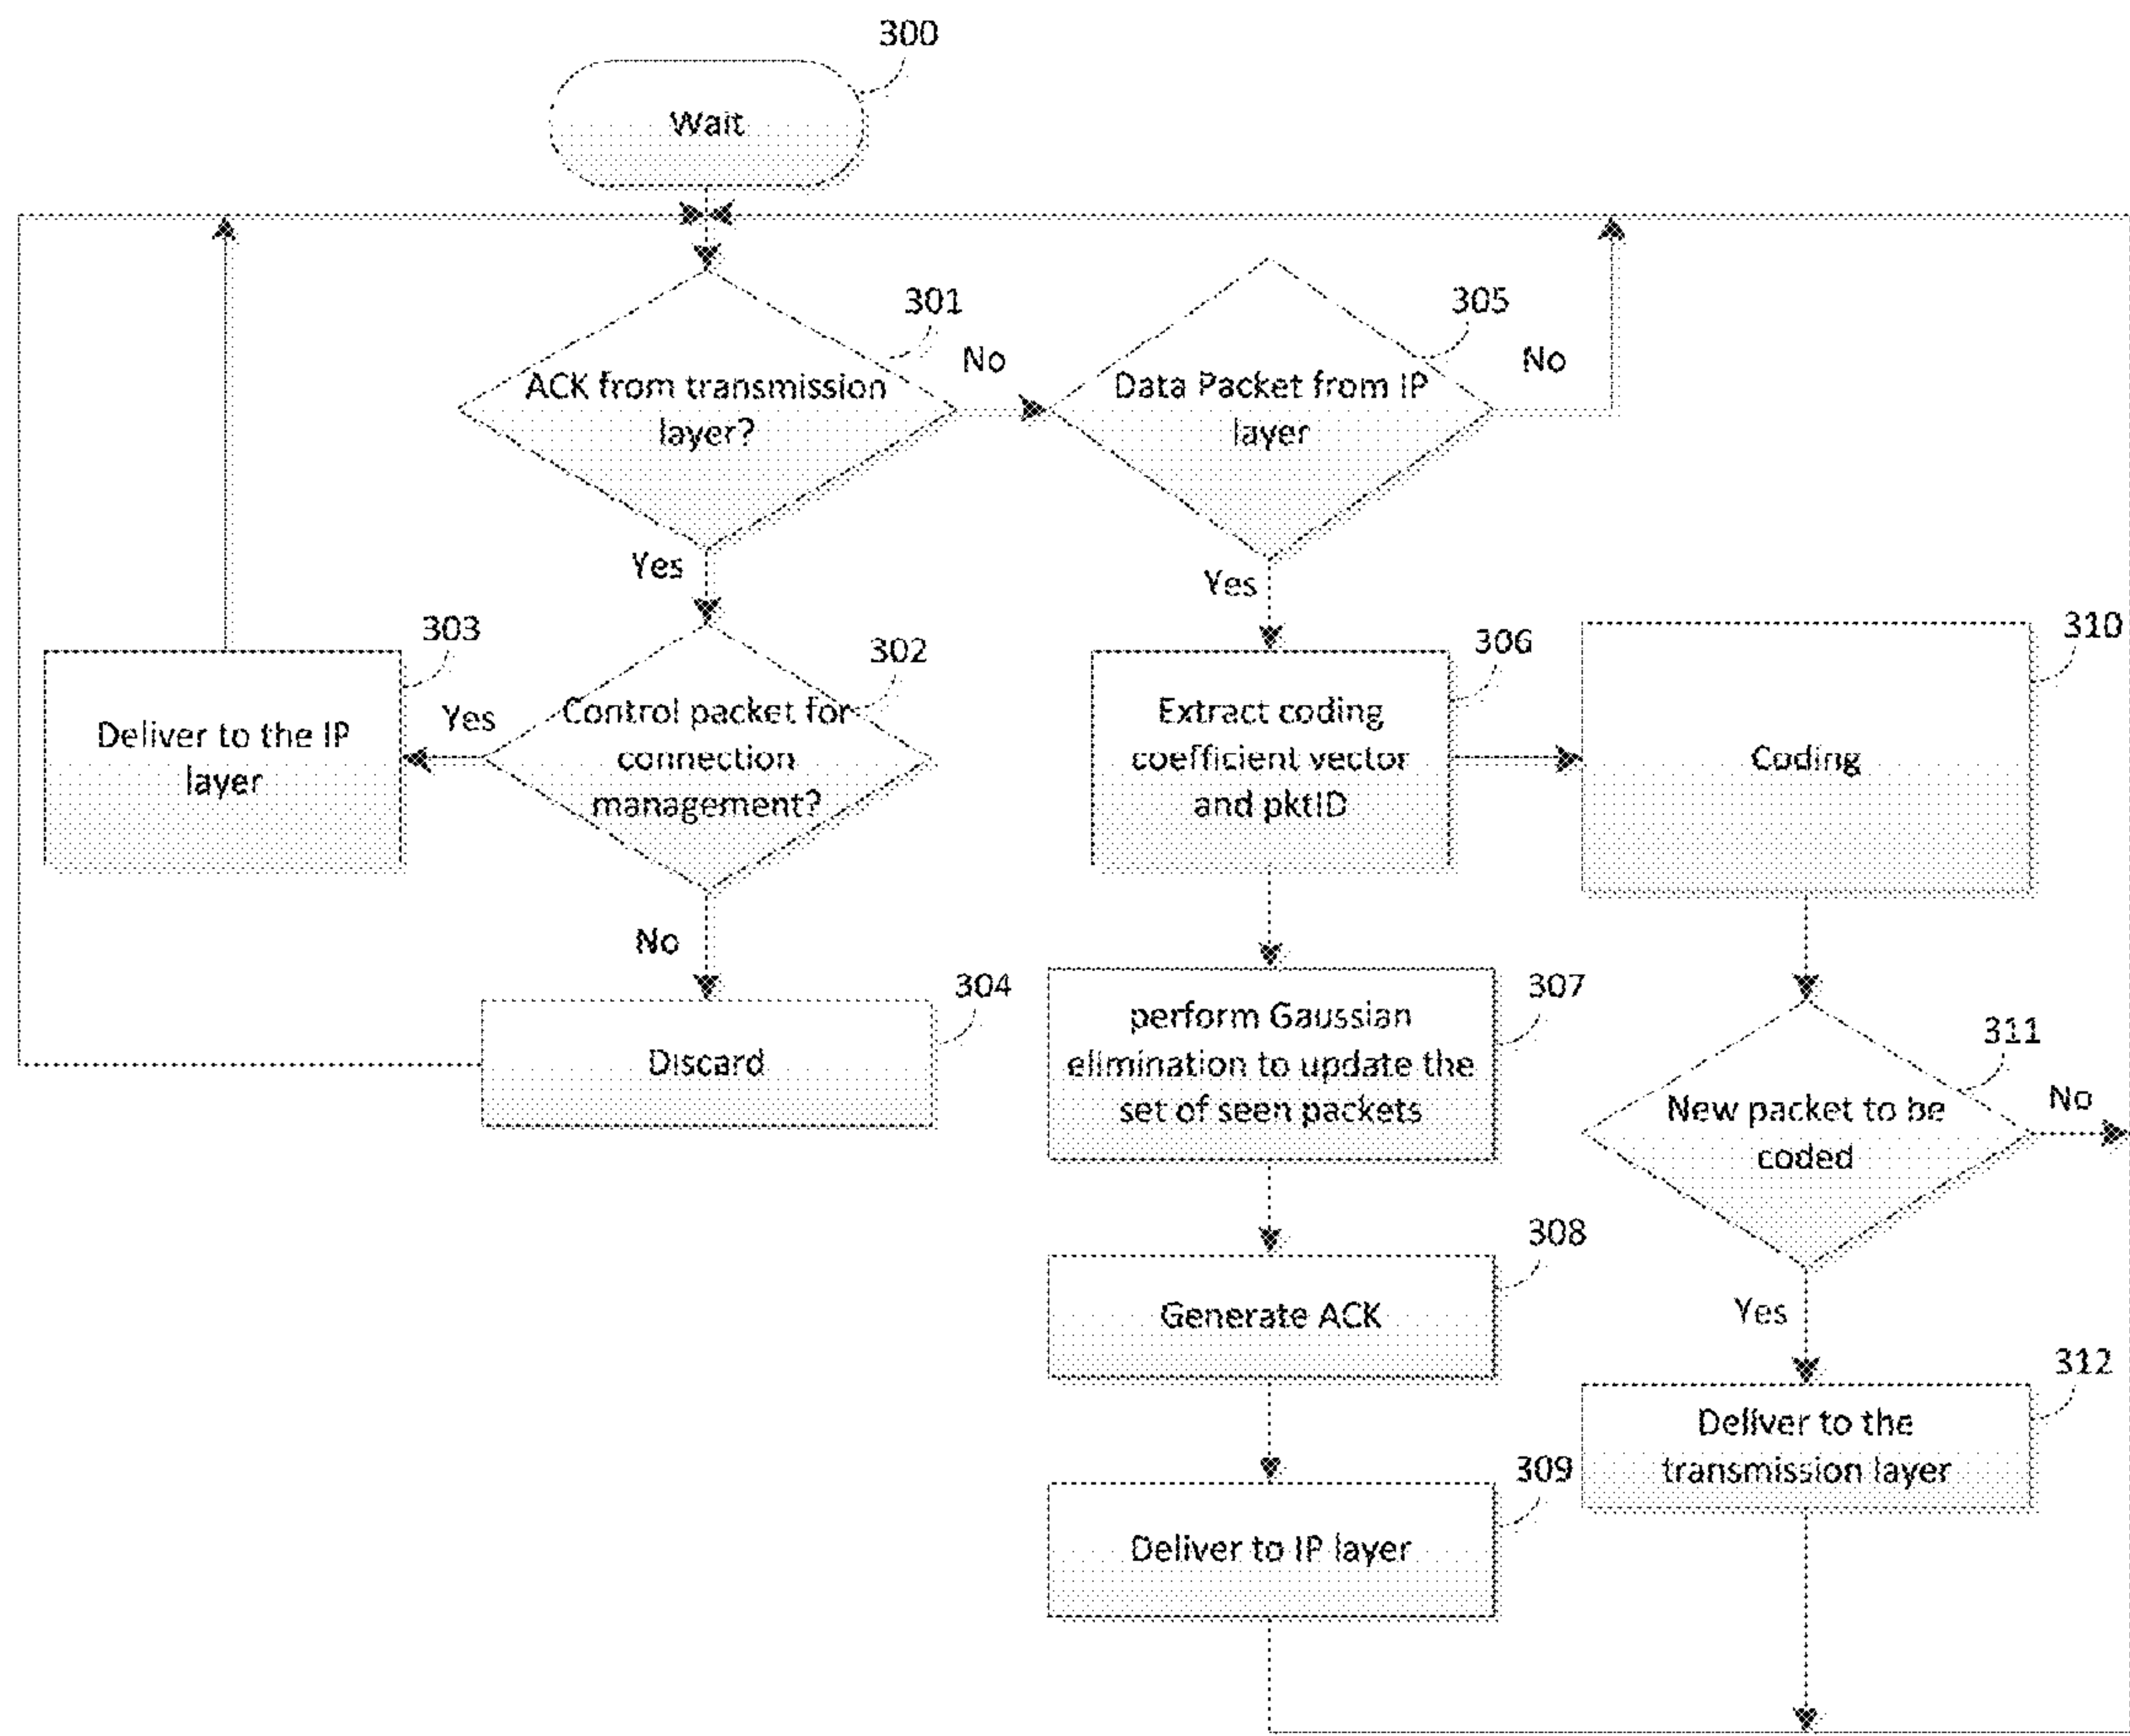 300
Wait
301
ACK from transmission
layer?
No
305
Data Packet from IP
layer
No
Yes
Yes
303
Deliver to the IP
layer
Yes
302
Control packet for
connection
management?
306
Extract coding
coefficient vector
and pktID
310
Coding
No
304
Discard
307
perform Gaussian
elimination to update the
set of seen packets
311
New packet to be
coded
No
308
Generate ACK
Yes
312
Deliver to the
transmission layer
309
Deliver to IP layer